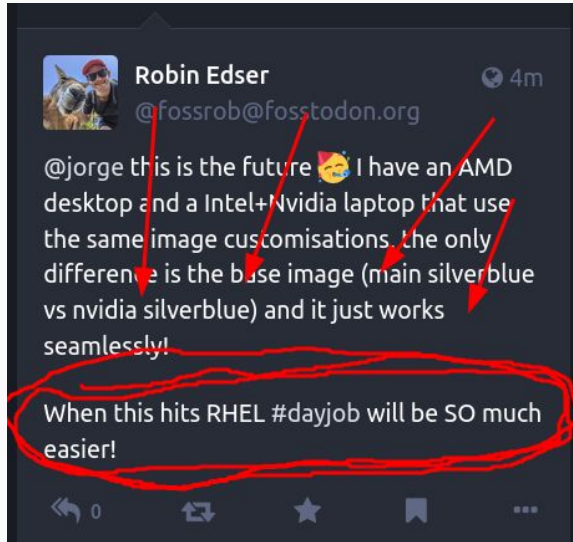 Robin Edser
4m
@fossrob@fosstodon.org
@jorge this is the future 🥳 I have an AMD
desktop and a Intel+Nvidia laptop that use
the same image customisations, the only
difference is the base image (main silverblue
vs nvidia silverblue) and it just works
seamlessly!
When this hits RHEL #dayjob will be SO much
easier!
0